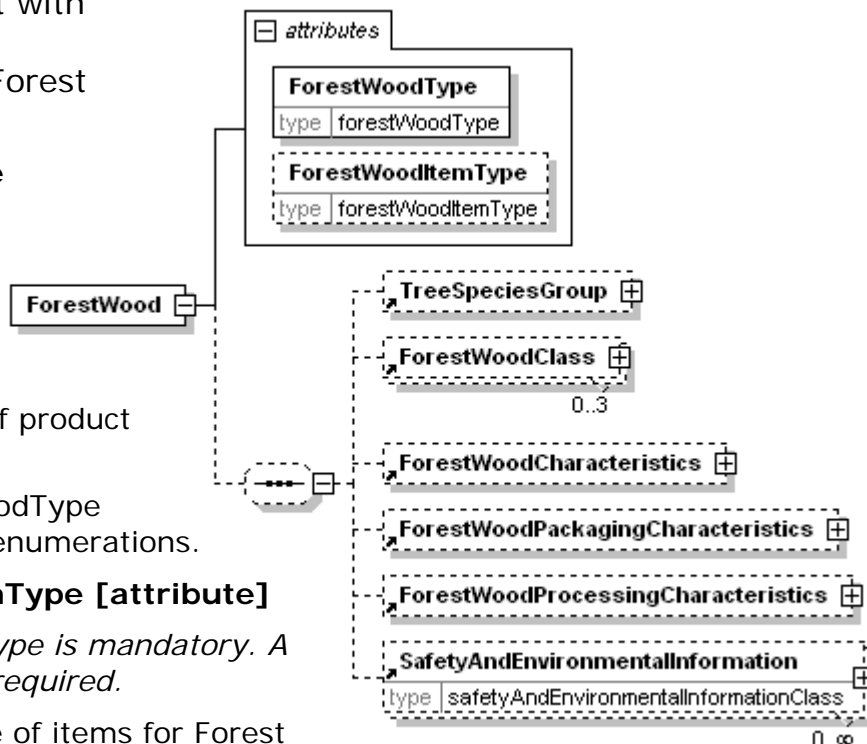 t with
Forest
e
f product
odType
enumerations.
nType [attribute]
ype is mandatory. A
required.
e of items for Forest
attributes
ForestWoodType
type forestWoodType
ForestWoodItemType
type forestWoodItemType
ForestWood
TreeSpeciesGroup
ForestWoodClass
0..3
ForestWoodCharacteristics
ForestWoodPackagingCharacteristics
ForestWoodProcessingCharacteristics
SafetyAndEnvironmentalInformation
type safetyAndEnvironmentalInformationClass
0..∞